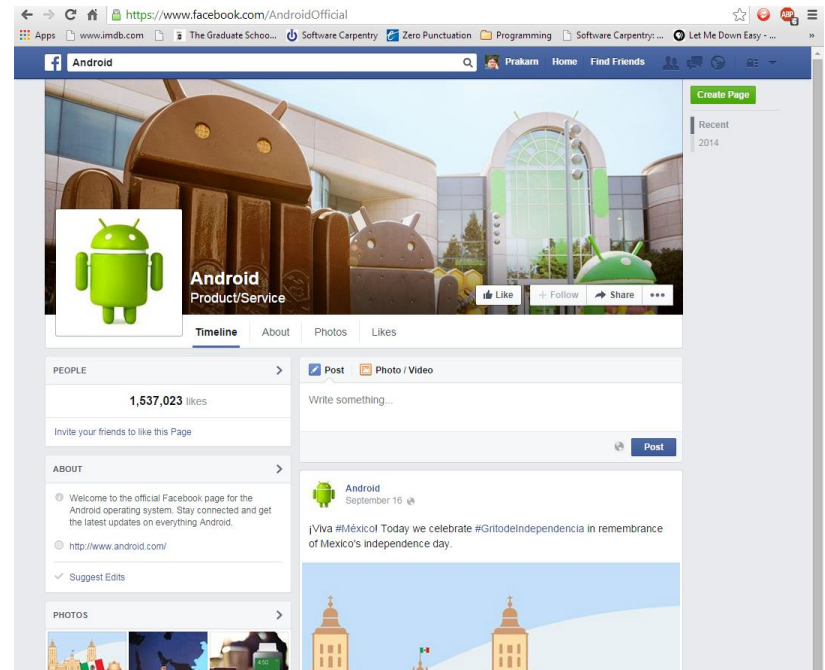 https://www.facebook.com/AndroidOfficial
ABP
Apps www.imdb.com The Graduate Schoo... Software Carpentry Zero Punctuation Programming Software Carpentry: ... Let Me Down Easy - ... »
Android
Prakarn Home Find Friends
Create Page
Recent
2014
Android
Product/Service
Like + Follow Share
Timeline About Photos Likes
PEOPLE
1,537,023 likes
Invite your friends to like this Page
ABOUT
Welcome to the official Facebook page for the
Android operating system. Stay connected and get
the latest updates on everything Android.
http://www.android.com/
Suggest Edits
PHOTOS
Post Photo / Video
Write something...
Post
Android
September 16
¡Viva #México! Today we celebrate #GritodeIndependencia in remembrance
of Mexico's independence day.